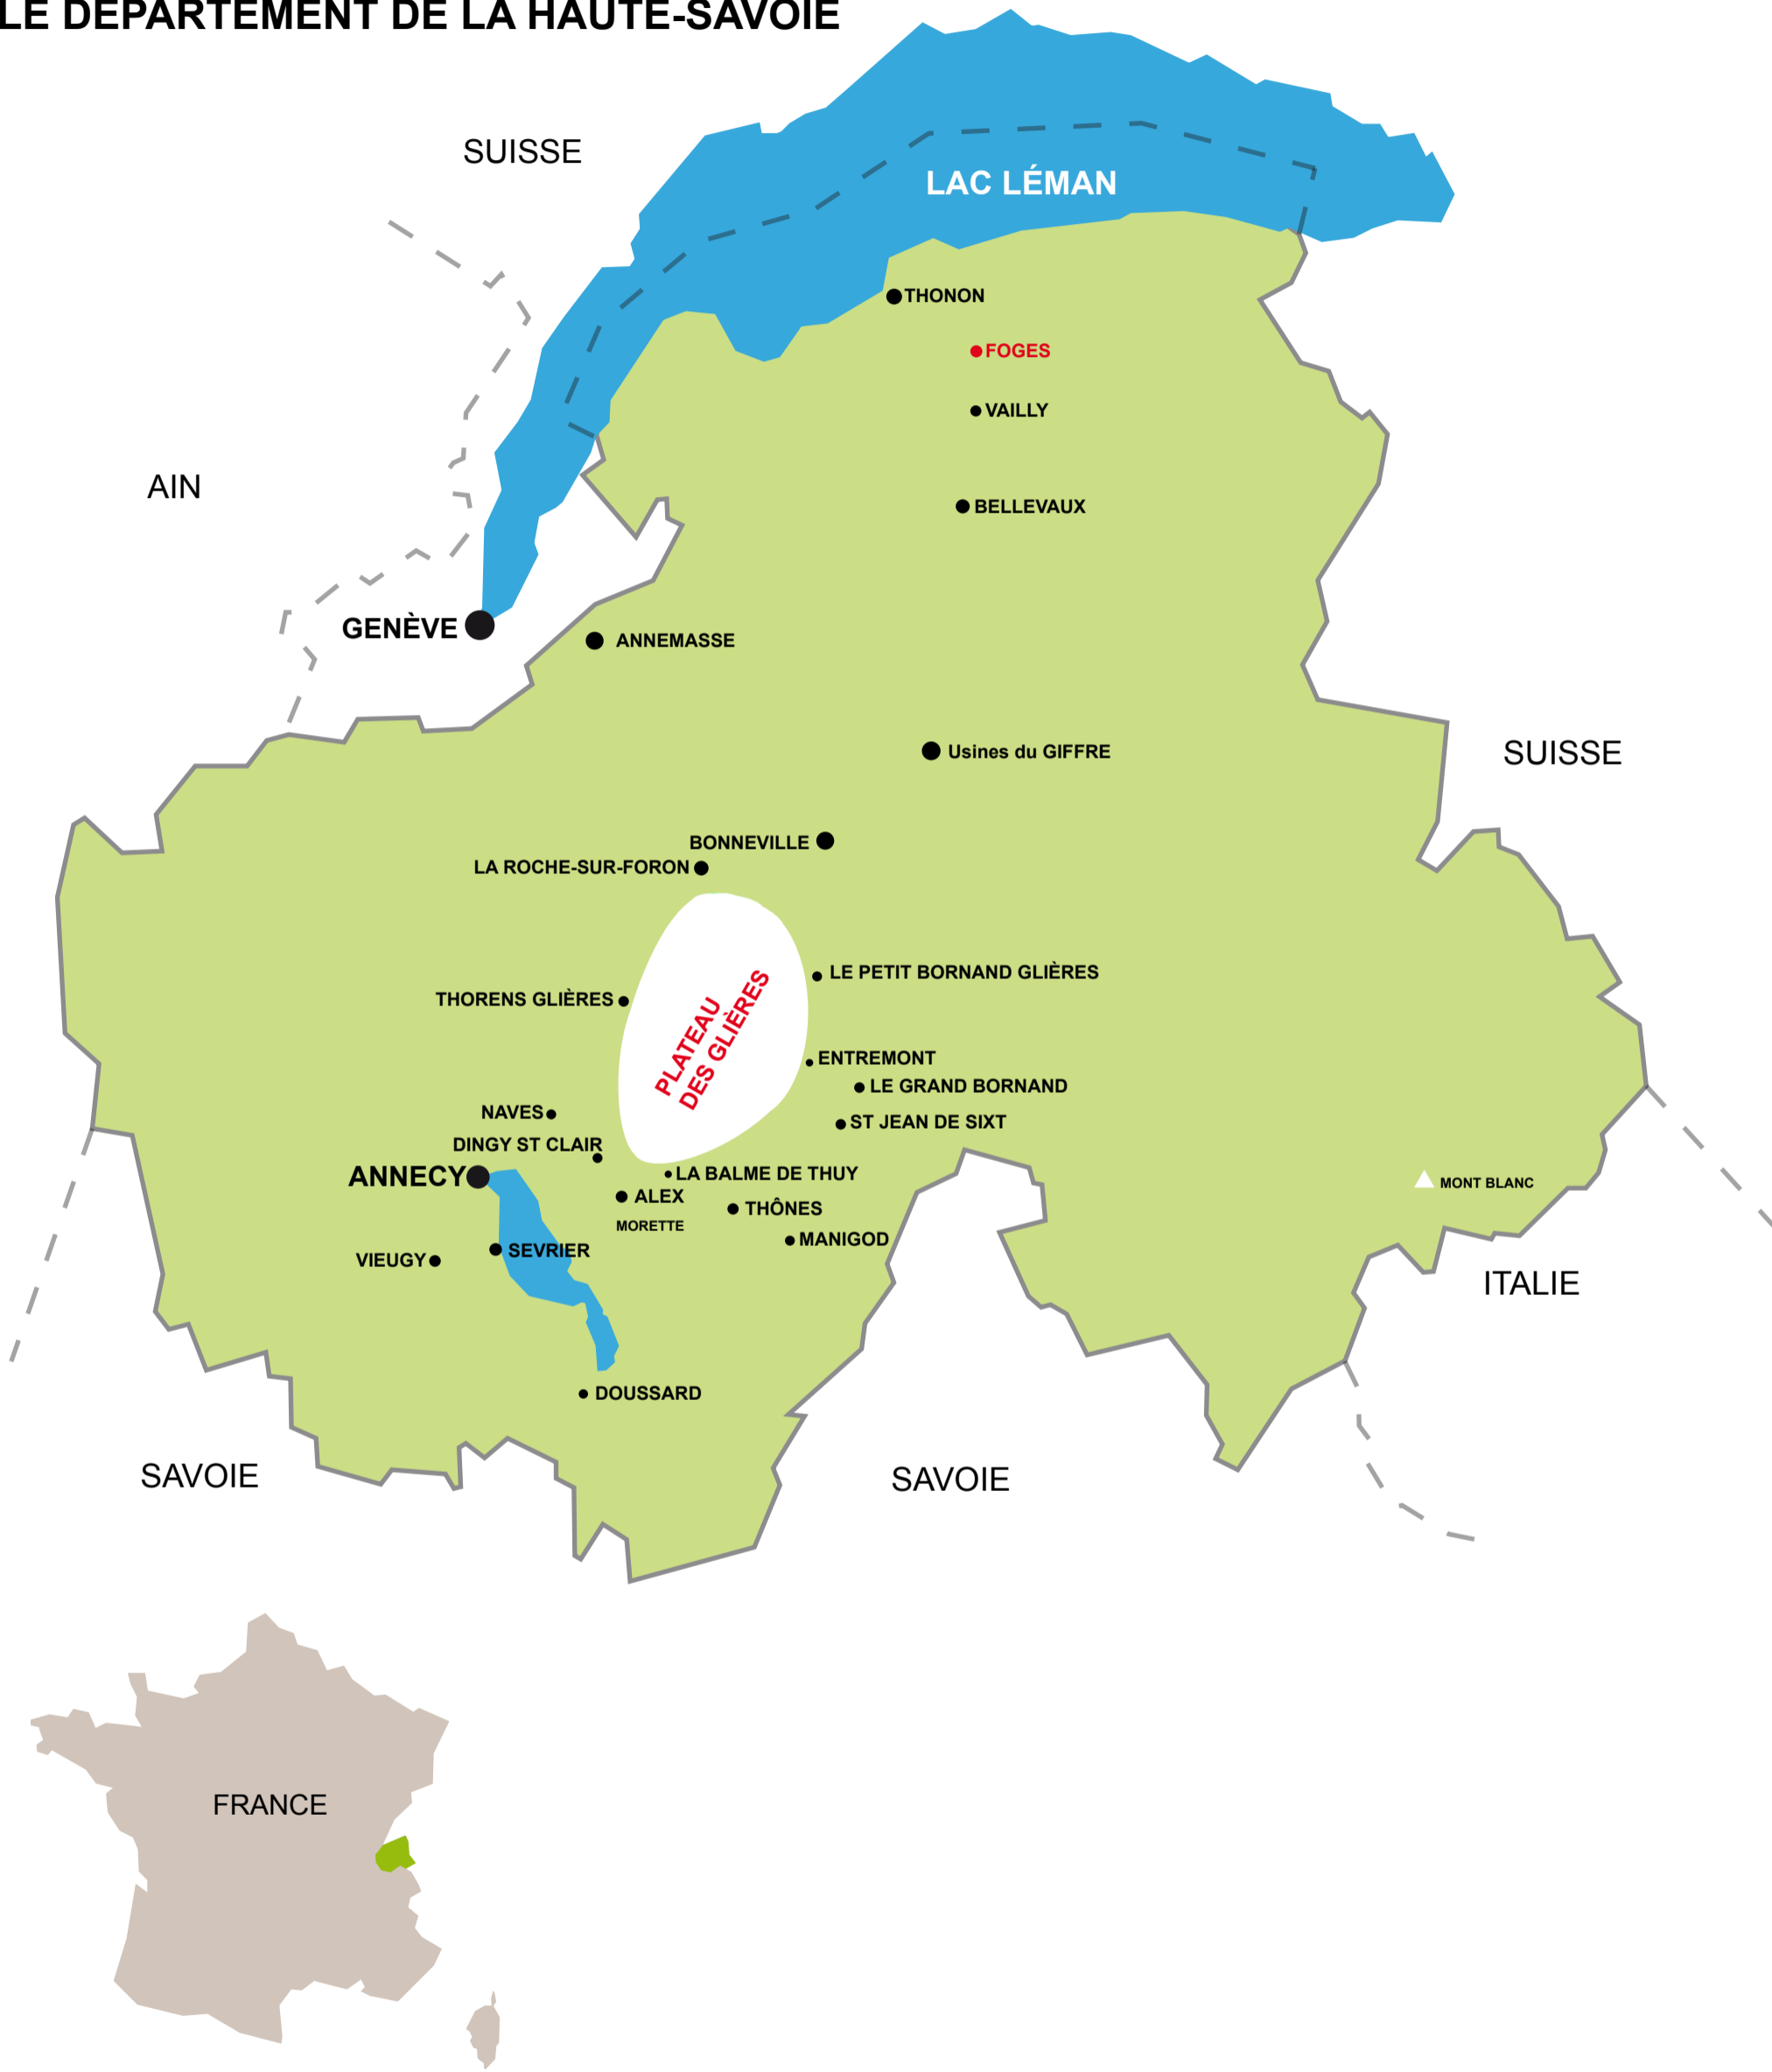 LE DEPARTEMENT DE LA HAUTE-SAVOIE
SUISSE
LAC LÉMAN
THONON
FOGES
VAILLY
AIN
BELLEVAUX
GENÈVE
ANNEMASSE
Usines du GIFFRE
SUISSE
BONNEVILLE
LA ROCHE-SUR-FORON
LE PETIT BORNAND GLIÈRES
THORENS GLIÈRES
PLATEAU
DES GLIÈRES
ENTREMONT
LE GRAND BORNAND
NAVES
ST JEAN DE SIXT
DINGY ST CLAIR
ANNECY
LA BALME DE THUY
MONT BLANC
ALEX
THÔNES
MORETTE
MANIGOD
SEVRIER
VIEUGY
ITALIE
DOUSSARD
SAVOIE
SAVOIE
FRANCE